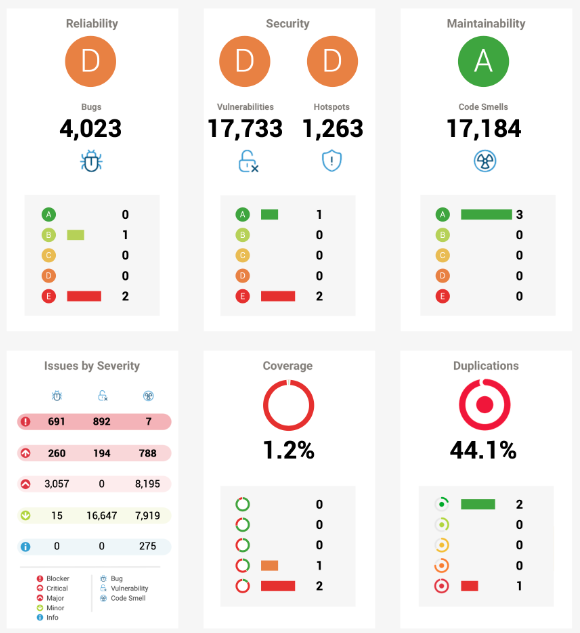 Reliability
D
Bugs
4,023
A 0
B 1
C 0
D 0
E 2
Security
D D
Vulnerabilities Hotspots
17,733 1,263
A 1
B 0
C 0
D 0
E 2
Maintainability
A
Code Smells
17,184
A 3
B 0
C 0
D 0
E 0
Issues by Severity
691 892 7
260 194 788
3,057 0 8,195
15 16,647 7,919
0 0 275
Blocker
Critical
Major
Minor
Info
Bug
Vulnerability
Code Smell
Coverage
1.2%
0
0
0
1
2
Duplications
44.1%
2
0
0
0
1